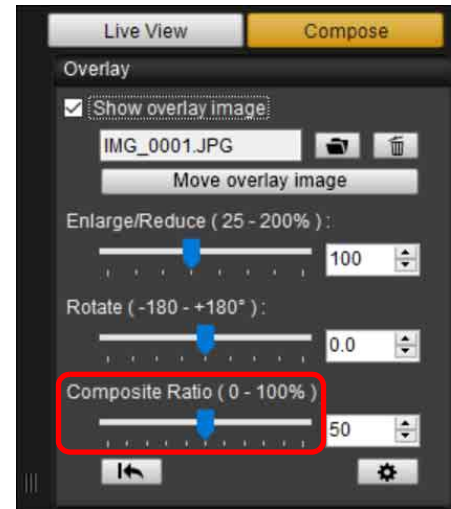 Live View Compose
Overlay
Show overlay image
IMG_0001.JPG
Move overlay image
Enlarge/Reduce ( 25 - 200% ) :
100
Rotate ( -180 - +180° ) :
0.0
Composite Ratio ( 0 - 100% )
50